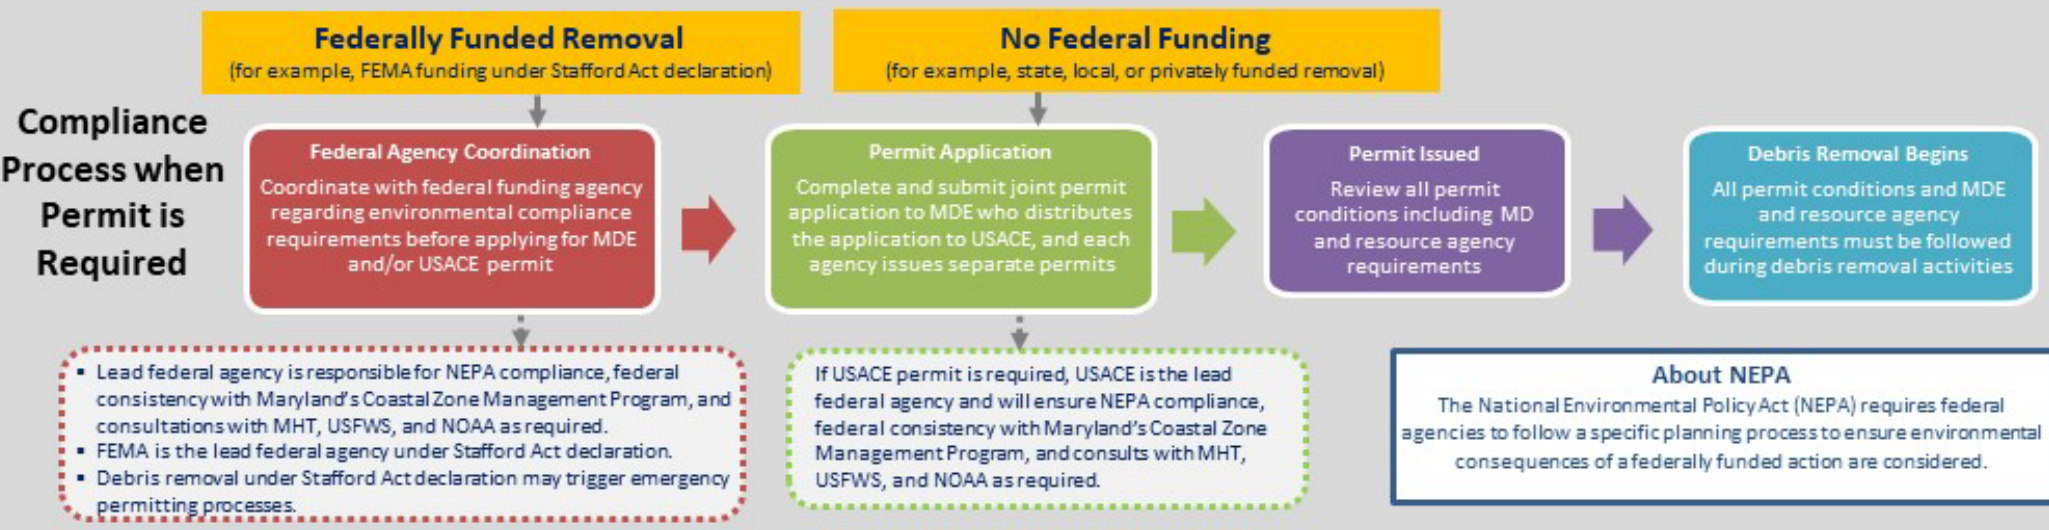 Compliance
Process when
Permit is
Required
Federally Funded Removal
(for example, FEMA funding under Stafford Act declaration)
No Federal Funding
(for example, state, local, or privately funded removal)
Federal Agency Coordination
Coordinate with federal funding agency
regarding environmental compliance
requirements before applying for MDE
and/or USACE permit
Permit Application
Complete and submit joint permit
application to MDE who distributes
the application to USACE, and each
agency issues separate permits
Permit Issued
Review all permit
conditions including MD
and resource agency
requirements
Debris Removal Begins
All permit conditions and MDE
and resource agency
requirements must be followed
during debris removal activities
▪ Lead federal agency is responsible for NEPA compliance, federal
consistency with Maryland's Coastal Zone Management Program, and
consultations with MHT, USFWS, and NOAA as required.
▪ FEMA is the lead federal agency under Stafford Act declaration.
▪ Debris removal under Stafford Act declaration may trigger emergency
permitting processes.
If USACE permit is required, USACE is the lead
federal agency and will ensure NEPA compliance,
federal consistency with Maryland's Coastal Zone
Management Program, and consults with MHT,
USFWS, and NOAA as required.
About NEPA
The National Environmental Policy Act (NEPA) requires federal
agencies to follow a specific planning process to ensure environmental
consequences of a federally funded action are considered.